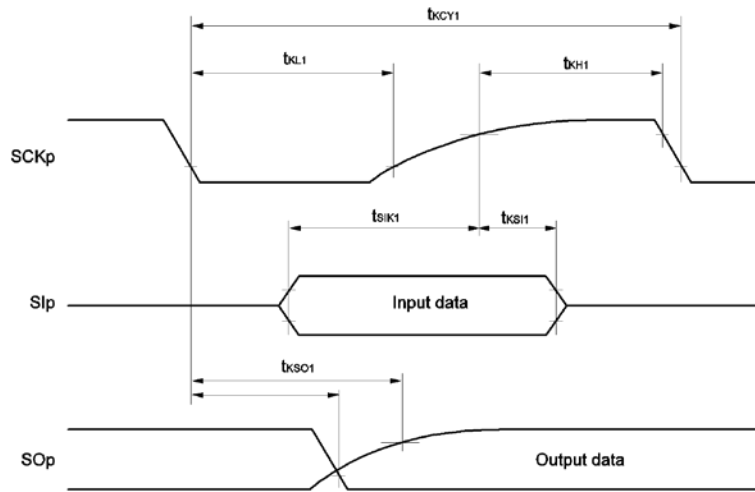 tKCY1
tKL1
tKH1
SCKp
tSIK1
tKSI1
SIp
Input data
tKSO1
SOp
Output data